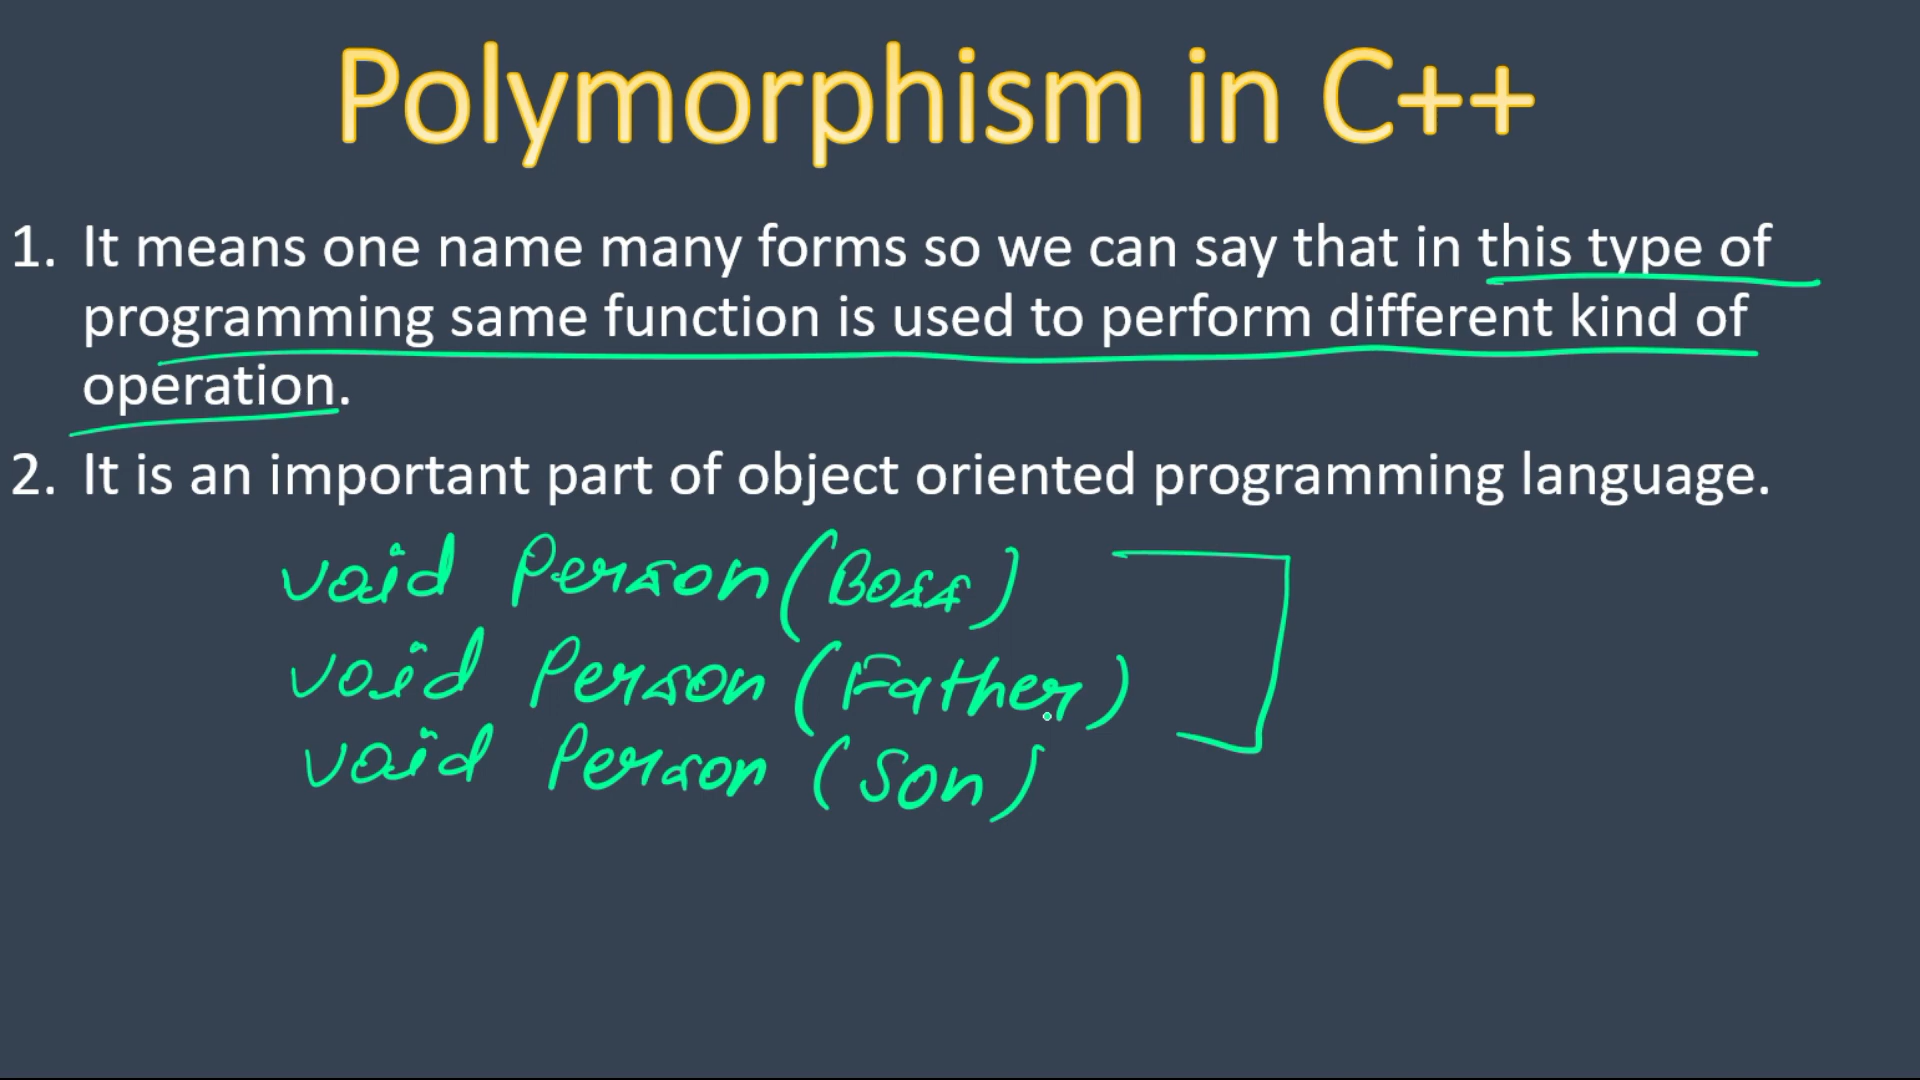 Polymorphism in C++
1. It means one name many forms so we can say that in this type of
programming same function is used to perform different kind of
operation.
2. It is an important part of object oriented programming language.
void Person(Boss)
void Person (Father)
void Person (Son)